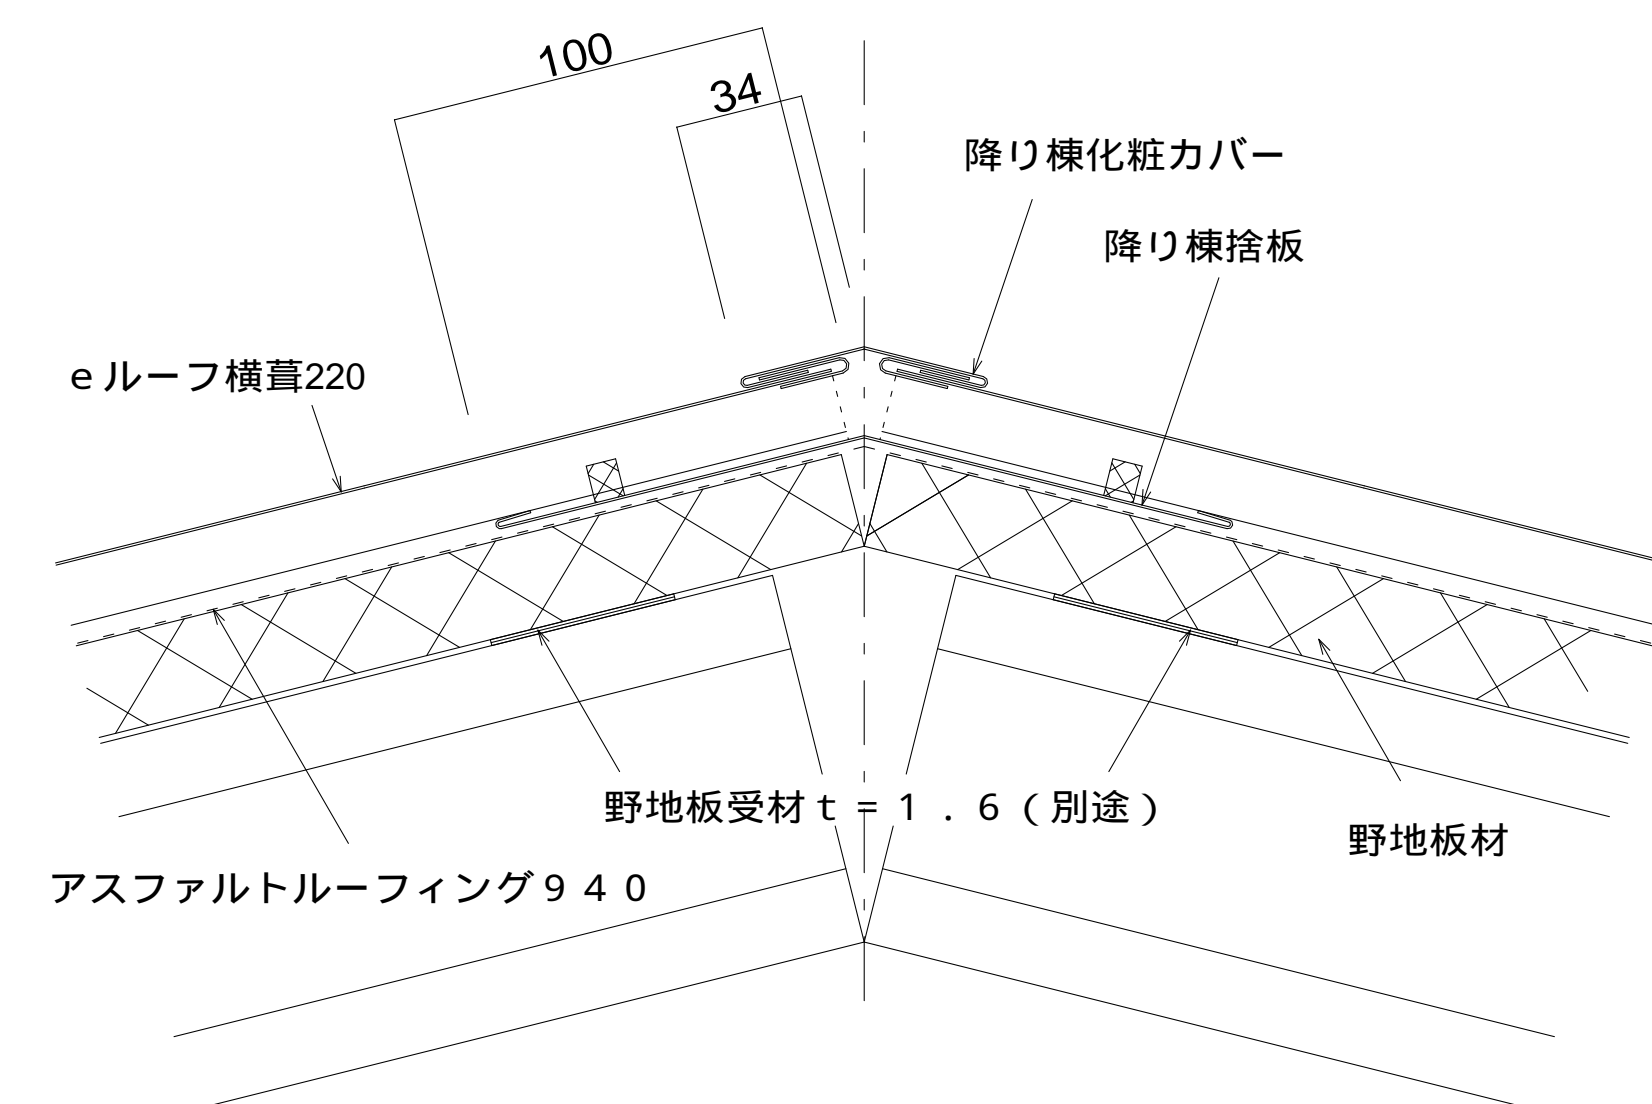 100
34
降り棟化粧カバー
降り棟捨板
eルーフ横葺220
野地板受材t=1.6(別途)
野地板材
アスファルトルーフィング940